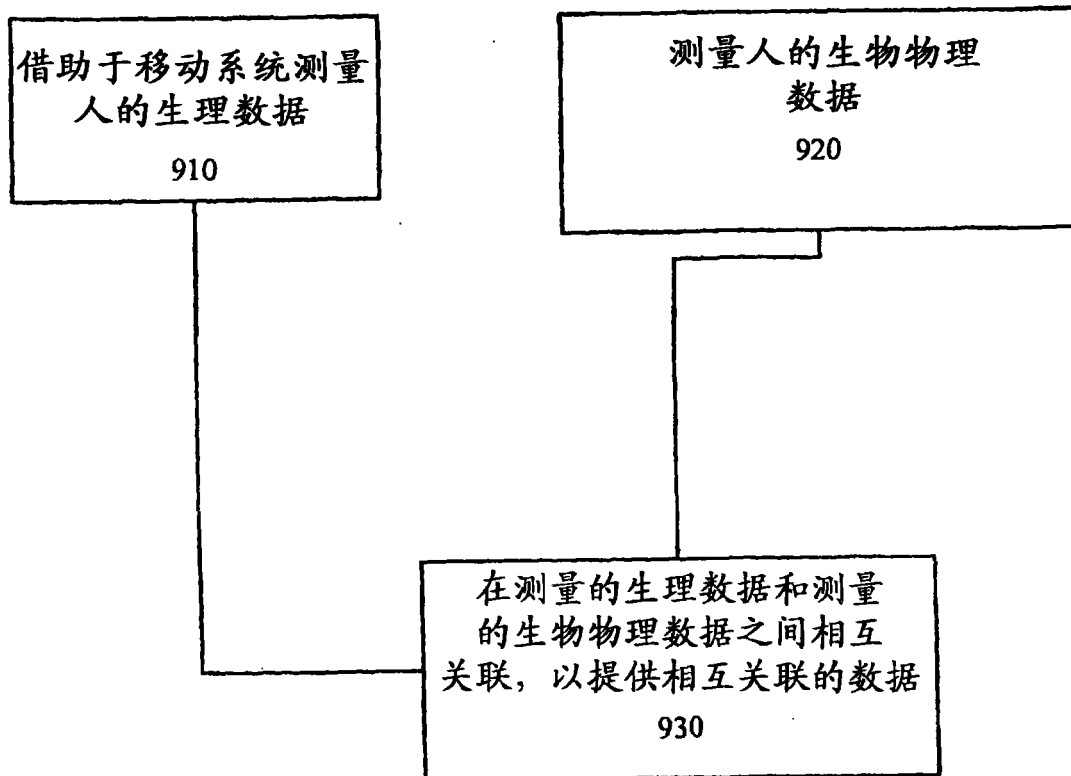 借助于移动系统测量
人的生理数据
910
测量人的生物物理
数据
920
在测量的生理数据和测量
的生物物理数据之间相互
关联，以提供相互关联的数据
930